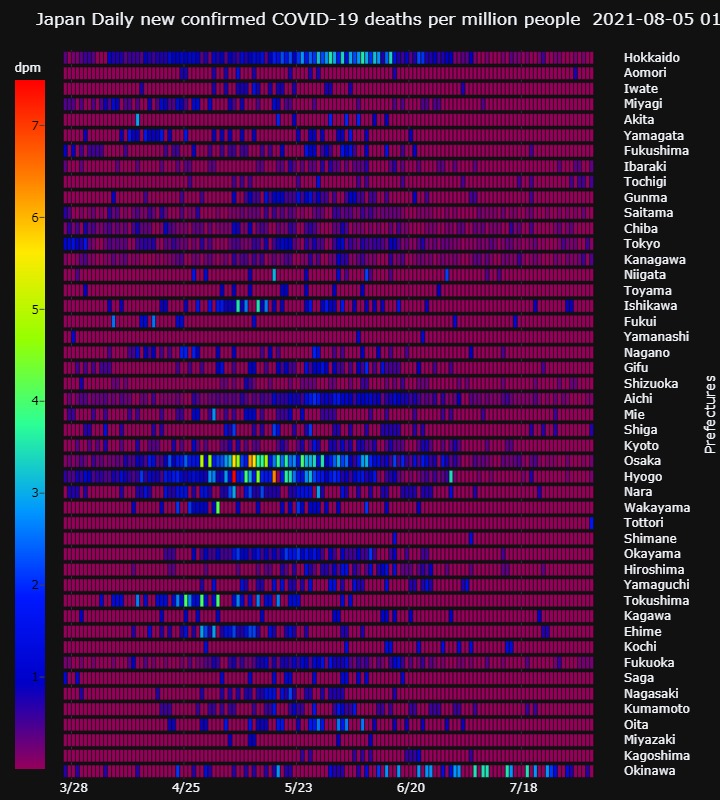 Japan Daily new confirmed COVID-19 deaths per million people 2021-08-05 01
dpm
7
6
5
4
3
2
1
Hokkaido
Aomori
Iwate
Miyagi
Akita
Yamagata
Fukushima
Ibaraki
Tochigi
Gunma
Saitama
Chiba
Tokyo
Kanagawa
Niigata
Toyama
Ishikawa
Fukui
Yamanashi
Nagano
Gifu
Shizuoka
Aichi
Mie
Shiga
Kyoto
Osaka
Hyogo
Nara
Wakayama
Tottori
Shimane
Okayama
Hiroshima
Yamaguchi
Tokushima
Kagawa
Ehime
Kochi
Fukuoka
Saga
Nagasaki
Kumamoto
Oita
Miyazaki
Kagoshima
Okinawa
Prefectures
3/28 4/25 5/23 6/20 7/18